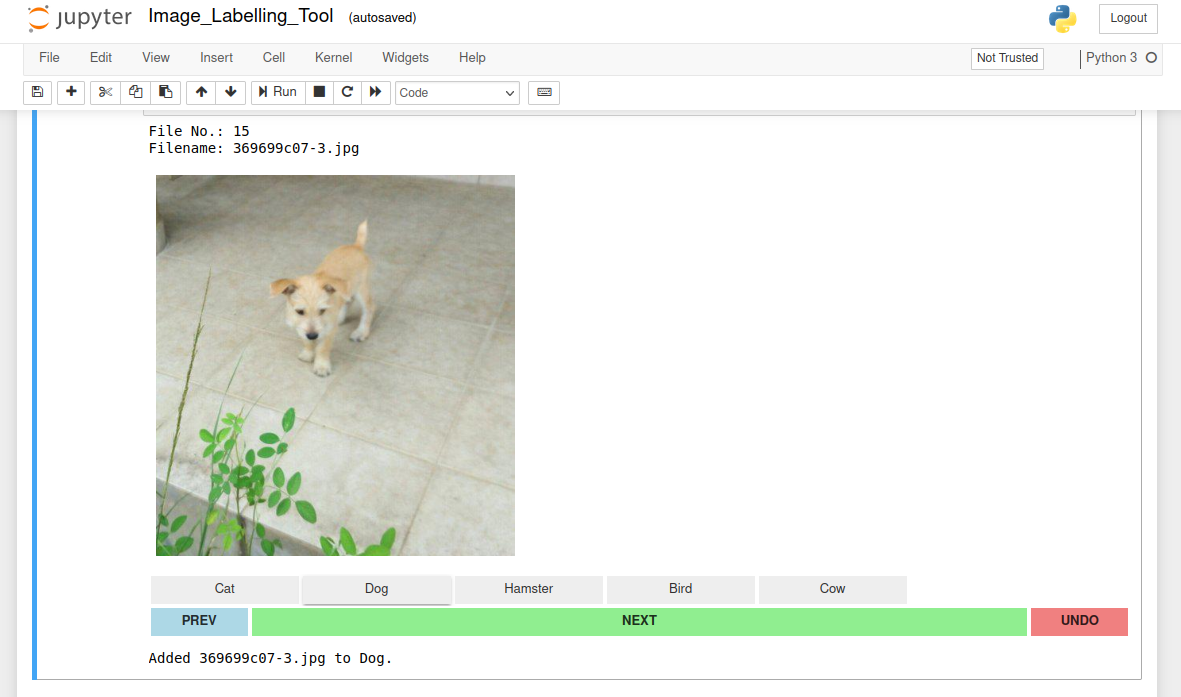 jupyter Image_Labelling_Tool (autosaved) Logout
File Edit View Insert Cell Kernel Widgets Help Not Trusted Python 3
Run Code
File No.: 15
Filename: 369699c07-3.jpg
Cat Dog Hamster Bird Cow
PREV NEXT UNDO
Added 369699c07-3.jpg to Dog.